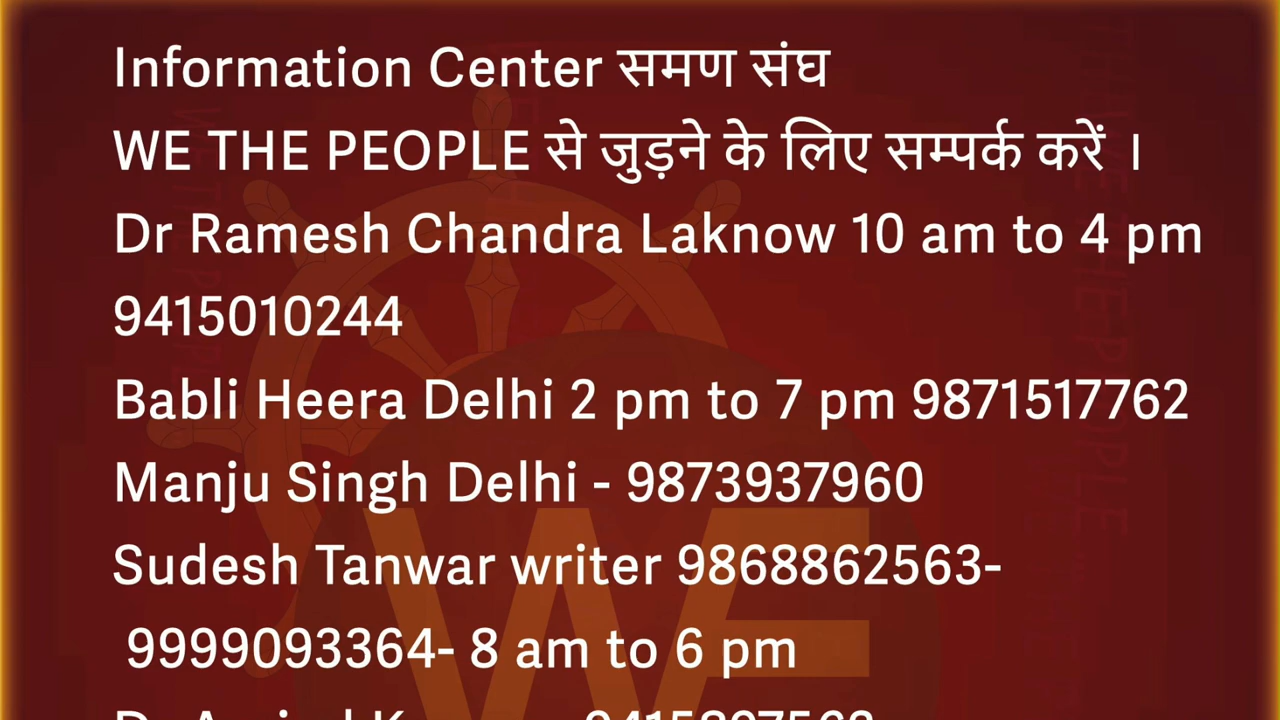 Information Center समण संघ
WE THE PEOPLE से जुड़ने के लिए सम्पर्क करें ।
Dr Ramesh Chandra Laknow 10 am to 4 pm
9415010244
Babli Heera Delhi 2 pm to 7 pm 9871517762
Manju Singh Delhi - 9873937960
Sudesh Tanwar writer 9868862563-
9999093364- 8 am to 6 pm
WE